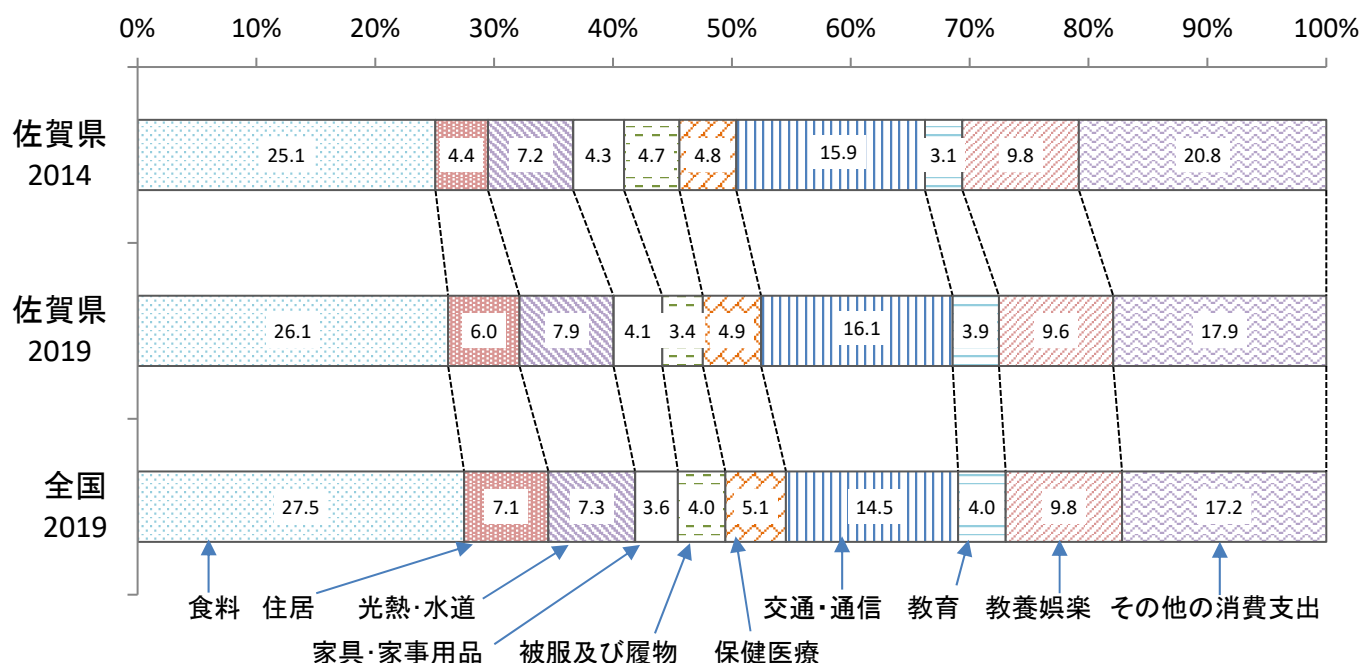 0% 10% 20% 30% 40% 50% 60% 70% 80% 90% 100%
佐賀県
2014
25.1 4.4 7.2 4.3 4.7 4.8 15.9 3.1 9.8 20.8
佐賀県
2019
26.1 6.0 7.9 4.1 3.4 4.9 16.1 3.9 9.6 17.9
全国
2019
27.5 7.1 7.3 3.6 4.0 5.1 14.5 4.0 9.8 17.2
食料 住居 光熱･水道 交通・通信 教育 教養娯楽 その他の消費支出
家具･家事用品 被服及び履物 保健医療